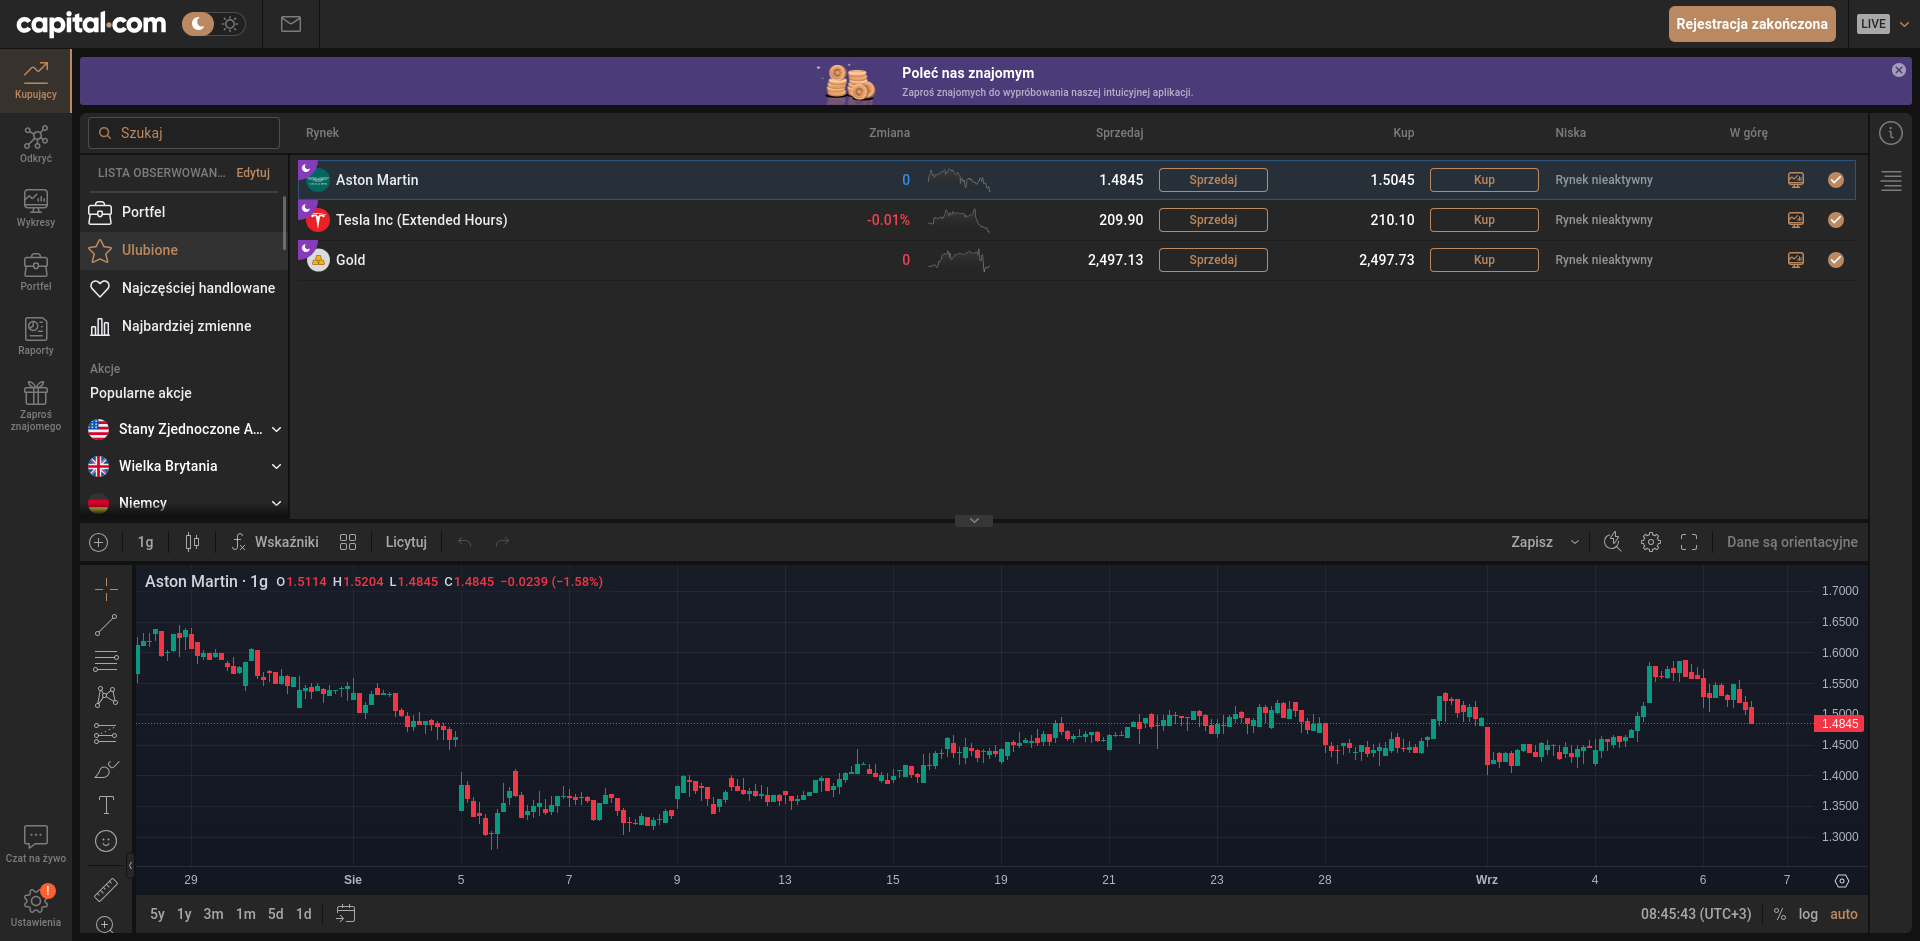 capital.com
Rejestracja zakończona
LIVE
Kupujący
Odkryć
Wykresy
Portfel
Raporty
Zaproś
znajomego
Czat na żywo
!
Ustawienia
Poleć nas znajomym
Zaproś znajomych do wypróbowania naszej intuicyjnej aplikacji.
Szukaj
LISTA OBSERWOWAN... Edytuj
Portfel
Ulubione
Najczęściej handlowane
Najbardziej zmienne
Akcje
Popularne akcje
Stany Zjednoczone A...
Wielka Brytania
Niemcy
Rynek Zmiana Sprzedaj Kup Niska W górę
Aston Martin 0 1.4845 Sprzedaj 1.5045 Kup Rynek nieaktywny
Tesla Inc (Extended Hours) -0.01% 209.90 Sprzedaj 210.10 Kup Rynek nieaktywny
Gold 0 2,497.13 Sprzedaj 2,497.73 Kup Rynek nieaktywny
1g Wskaźniki Licytuj Zapisz Dane są orientacyjne
Aston Martin · 1g O1.5114 H1.5204 L1.4845 C1.4845 −0.0239 (−1.58%)
1.7000
1.6500
1.6000
1.5500
1.5000
1.4845
1.4500
1.4000
1.3500
1.3000
29 Sie 5 7 9 13 15 19 21 23 28 Wrz 4 6 7
5y 1y 3m 1m 5d 1d 08:45:43 (UTC+3) % log auto